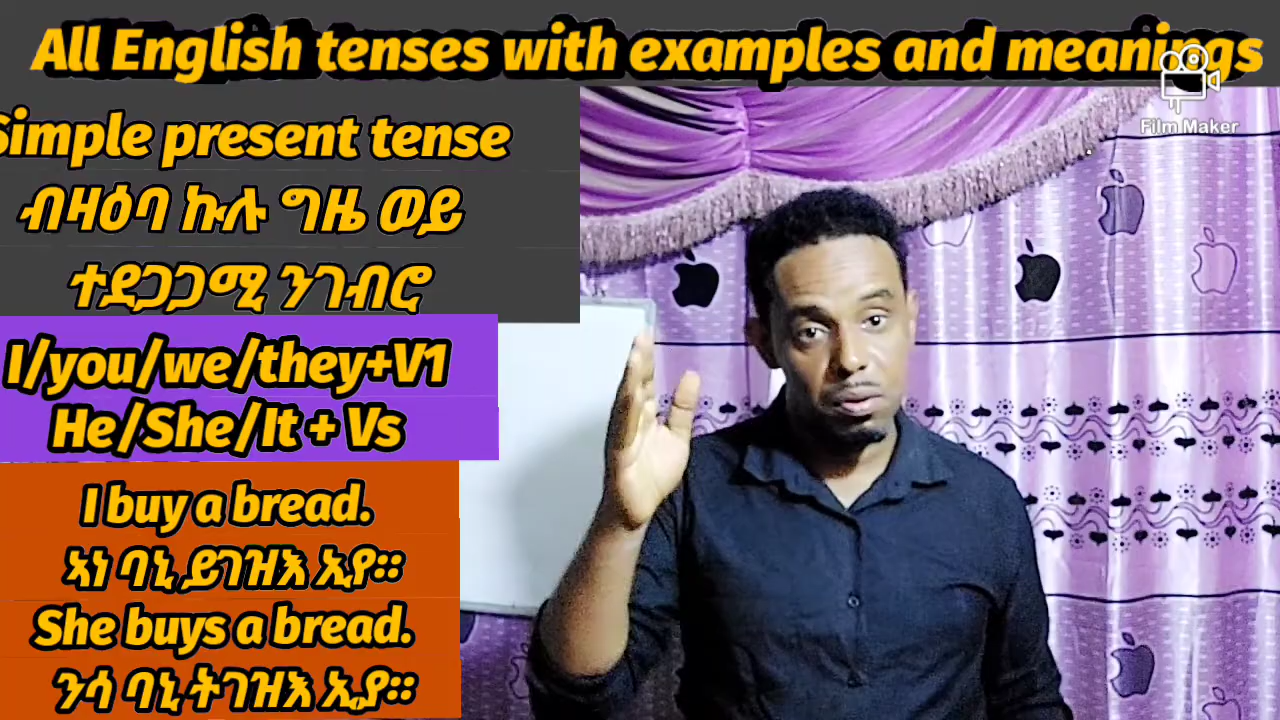 All English tenses with examples and meanings
Film Maker
Simple present tense
ብዛዕባ ኩሉ ግዜ ወይ
ተደጋጋሚ ንገብሮ
I/you/we/they+V1
He/She/It + Vs
I buy a bread.
ኣነ ባኒ ይገዝእ ኢየ።
She buys a bread.
ንሳ ባኒ ትገዝእ ኢያ።